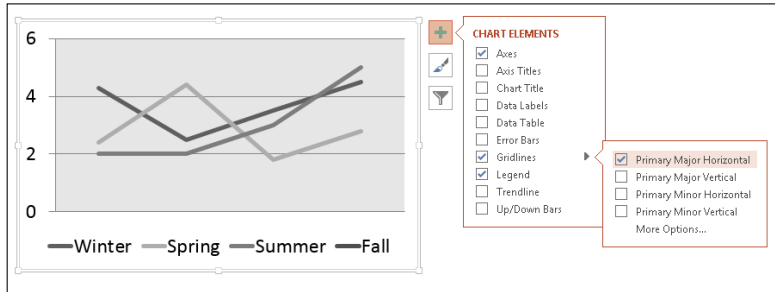 6
4
2
0
Winter Spring Summer Fall
CHART ELEMENTS
Axes
Axis Titles
Chart Title
Data Labels
Data Table
Error Bars
Gridlines
Legend
Trendline
Up/Down Bars
Primary Major Horizontal
Primary Major Vertical
Primary Minor Horizontal
Primary Minor Vertical
More Options...